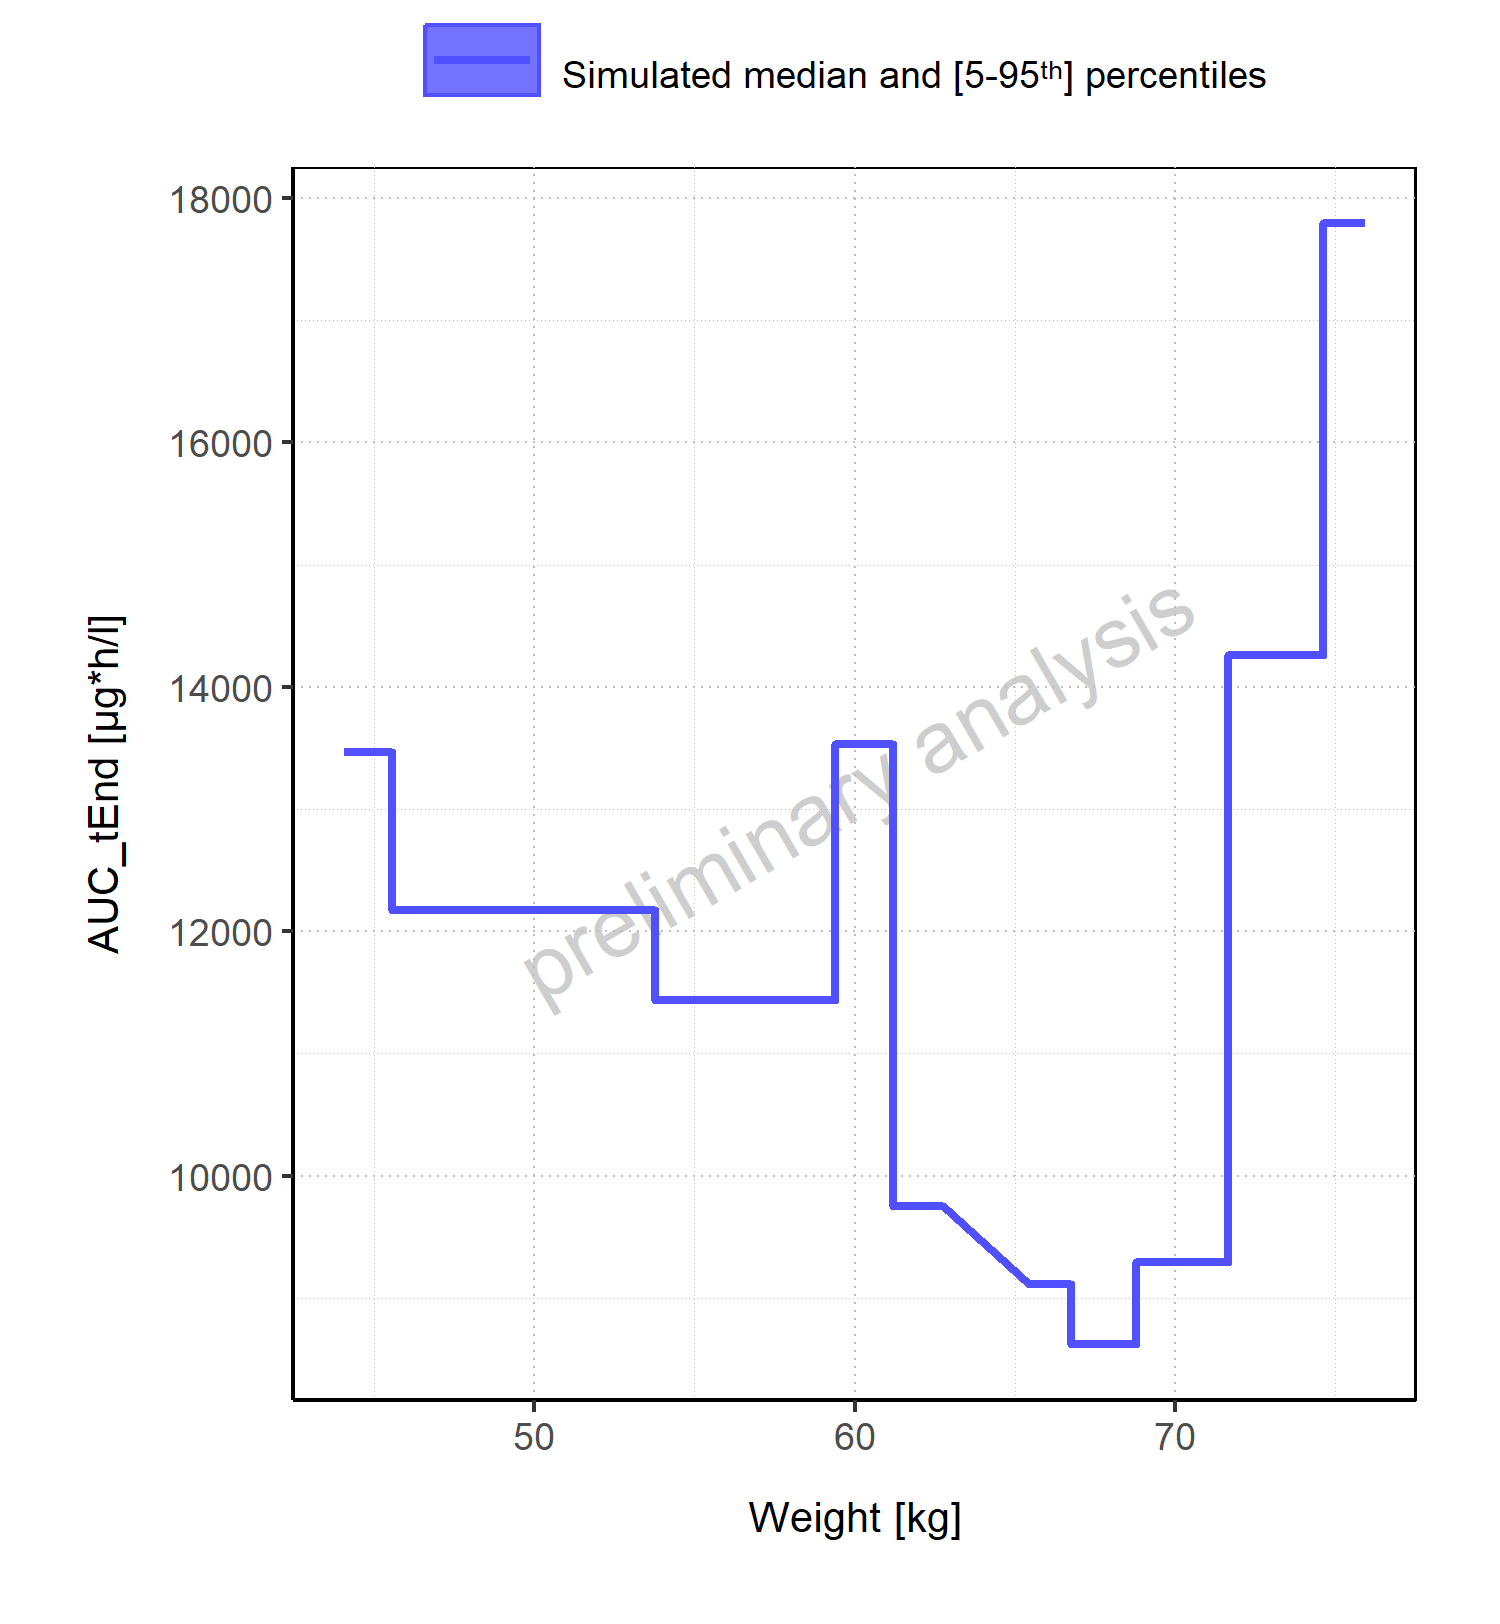 Simulated median and [5-95th] percentiles
18000
16000
14000
12000
10000
AUC_tEnd [µg*h/l]
preliminary analysis
50 60 70
Weight [kg]